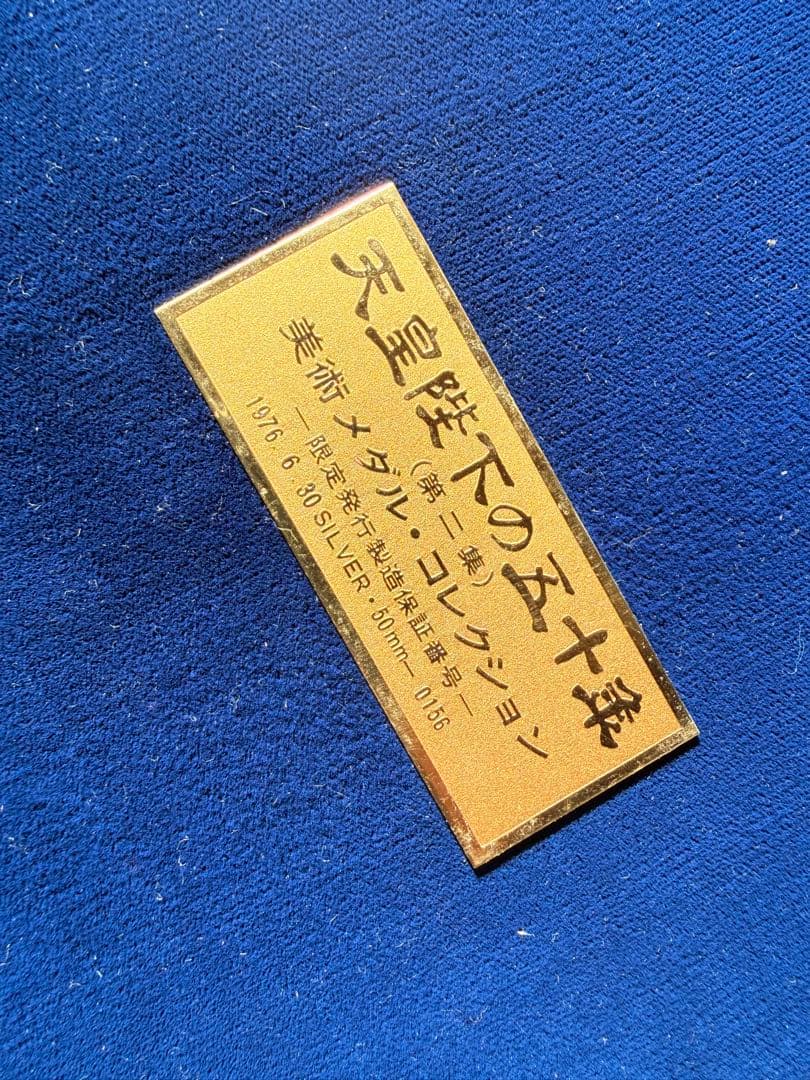 天皇陛下の五十年
(第二集)
美術メダル・コレクション
―限定発行製造保証番号―
1976.6.30 SILVER・50mm― 0156